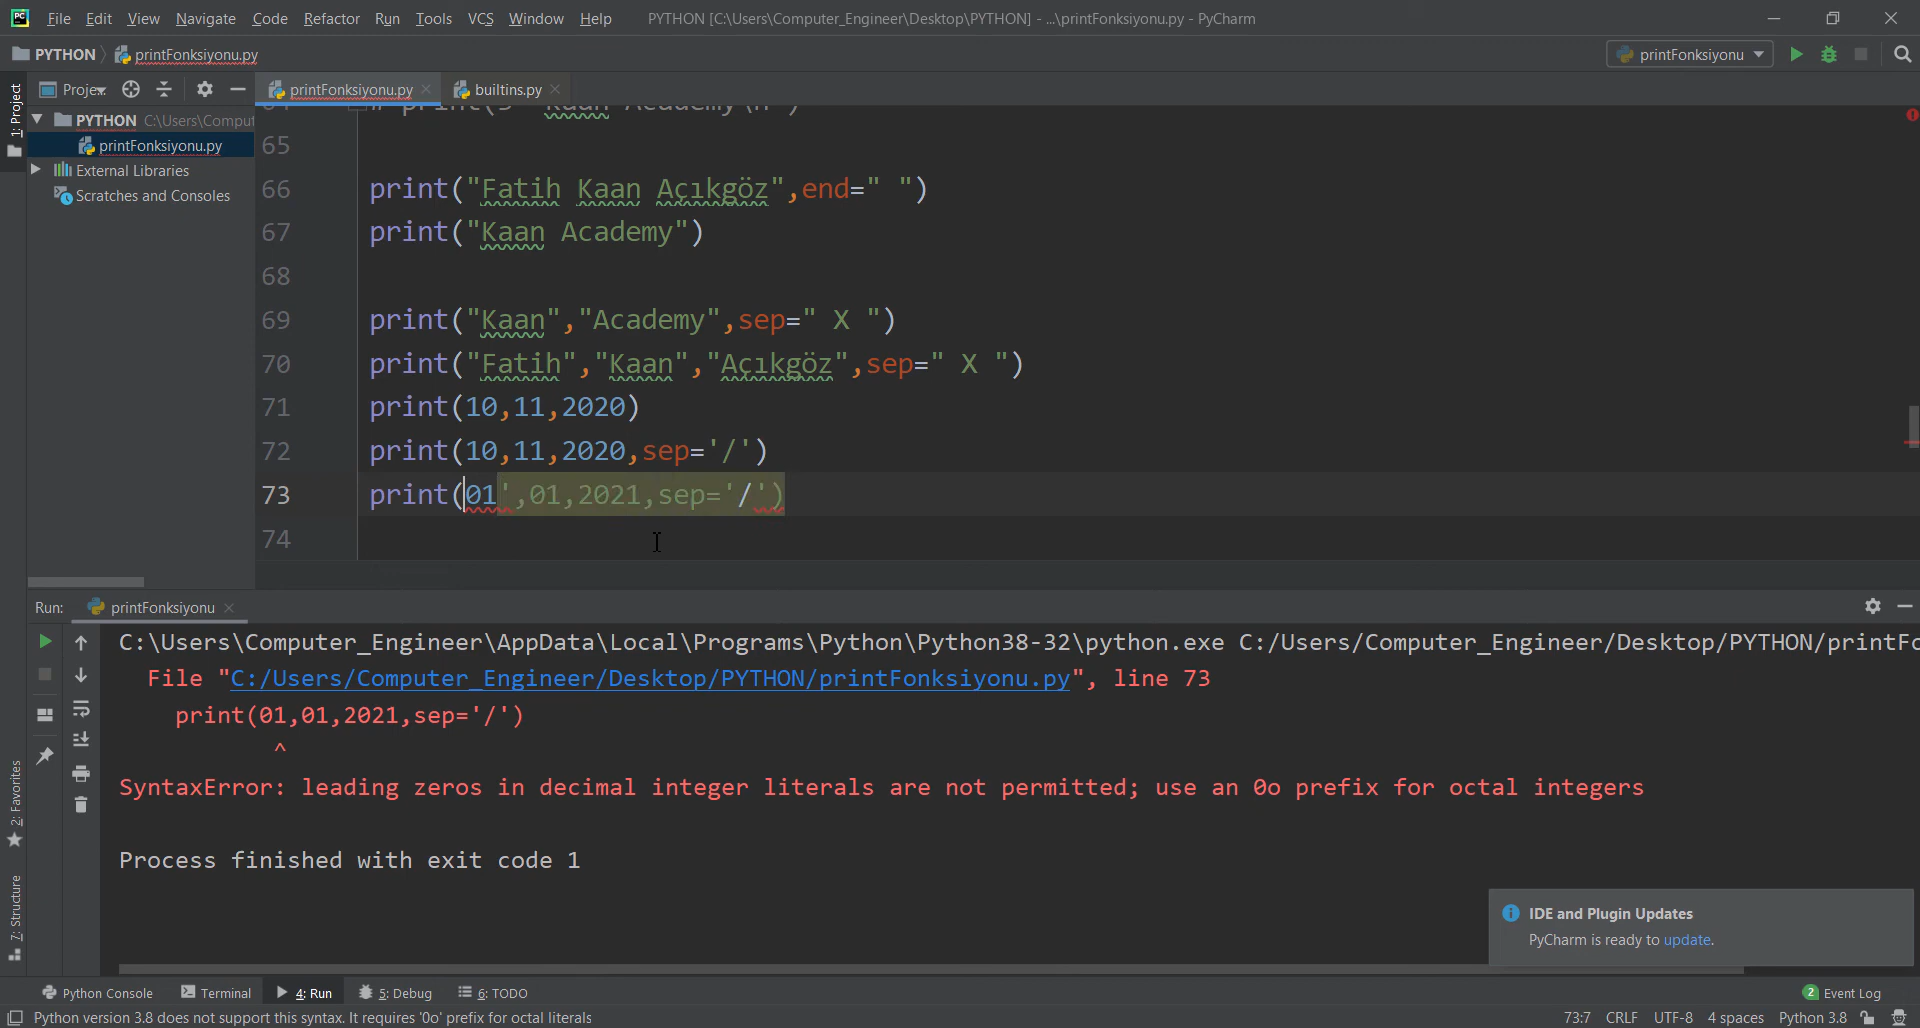 File Edit View Navigate Code Refactor Run Tools VCS Window Help PYTHON [C:\Users\Computer_Engineer\Desktop\PYTHON] - ...\printFonksiyonu.py - PyCharm
PYTHON printFonksiyonu.py printFonksiyonu
1: Project
Proje.. printFonksiyonu.py builtins.py
PYTHON C:\Users\Comput
printFonksiyonu.py
External Libraries
Scratches and Consoles
65
66 print("Fatih Kaan Açıkgöz",end=" ")
67 print("Kaan Academy")
68
69 print("Kaan","Academy",sep=" X ")
70 print("Fatih","Kaan","Açıkgöz",sep=" X ")
71 print(10,11,2020)
72 print(10,11,2020,sep='/')
73 print(01',01,2021,sep='/')
74
Run: printFonksiyonu
C:\Users\Computer_Engineer\AppData\Local\Programs\Python\Python38-32\python.exe C:/Users/Computer_Engineer/Desktop/PYTHON/printFo
File "C:/Users/Computer_Engineer/Desktop/PYTHON/printFonksiyonu.py", line 73
print(01,01,2021,sep='/')
^
SyntaxError: leading zeros in decimal integer literals are not permitted; use an 0o prefix for octal integers
Process finished with exit code 1
2: Favorites
7: Structure
IDE and Plugin Updates
PyCharm is ready to update.
Python Console Terminal 4: Run 5: Debug 6: TODO 2 Event Log
Python version 3.8 does not support this syntax. It requires '0o' prefix for octal literals 73:7 CRLF UTF-8 4 spaces Python 3.8